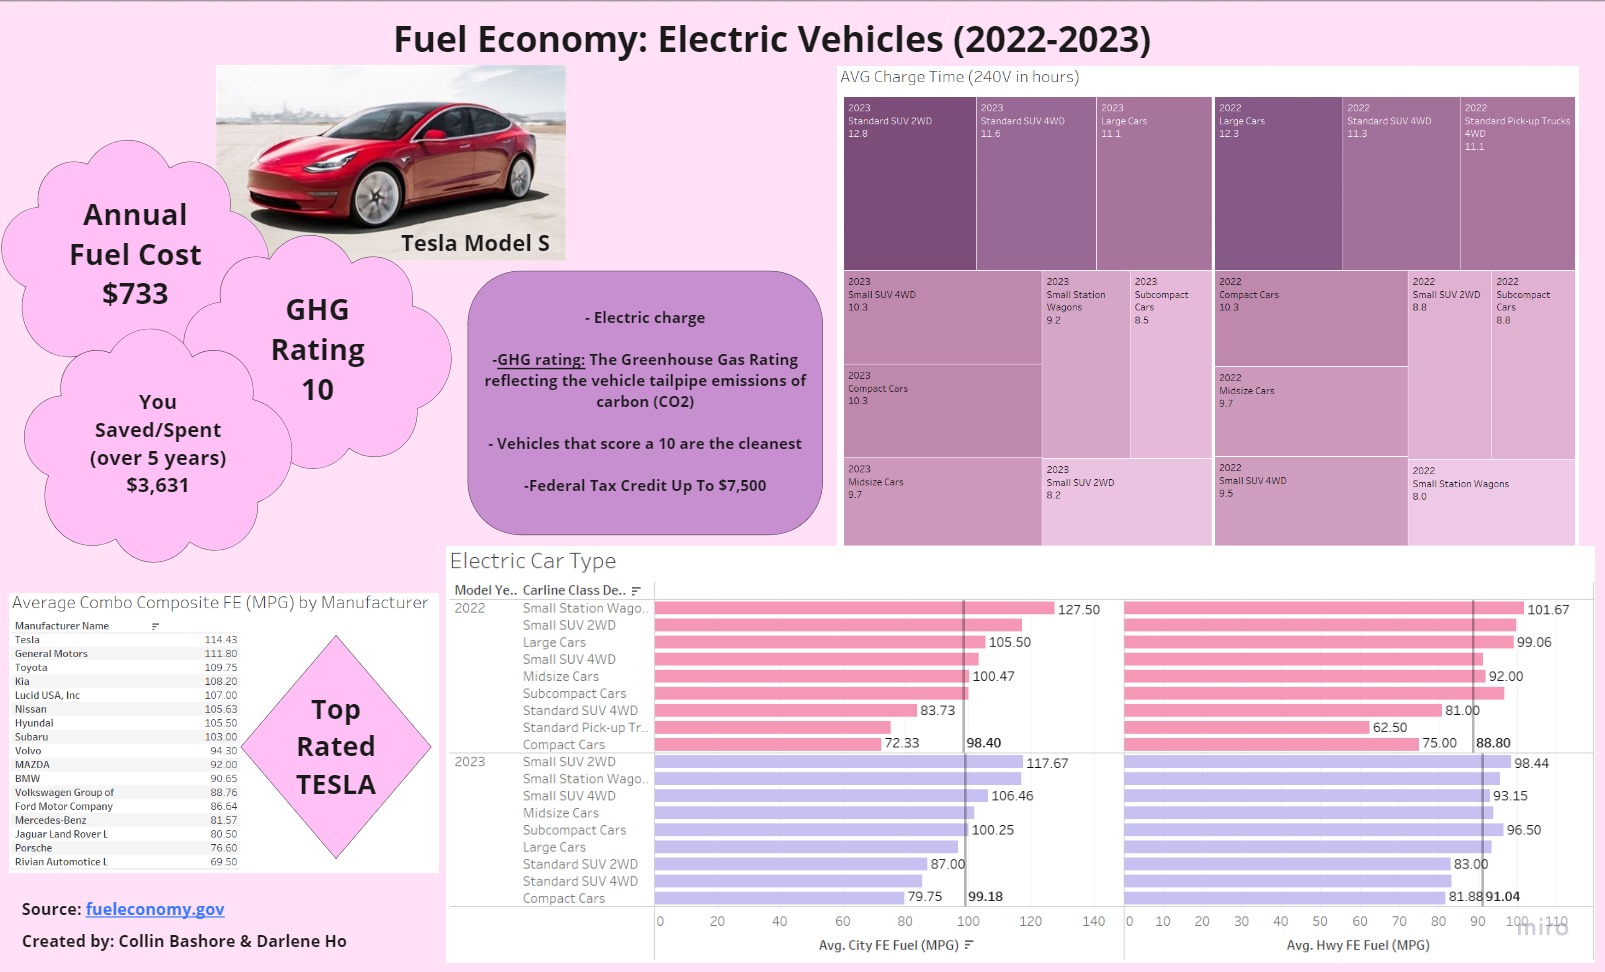 Fuel Economy: Electric Vehicles (2022-2023)
Tesla Model S
Annual
Fuel Cost
$733
GHG
Rating
10
You
Saved/Spent
(over 5 years)
$3,631
- Electric charge
-GHG rating: The Greenhouse Gas Rating
reflecting the vehicle tailpipe emissions of
carbon (CO2)
- Vehicles that score a 10 are the cleanest
-Federal Tax Credit Up To $7,500
AVG Charge Time (240V in hours)
2023
Standard SUV 2WD
12.8
2023
Standard SUV 4WD
11.6
2023
Large Cars
11.1
2023
Small SUV 4WD
10.3
2023
Compact Cars
10.3
2023
Midsize Cars
9.7
2023
Small Station
Wagons
9.2
2023
Subcompact
Cars
8.5
2023
Small SUV 2WD
8.2
2022
Large Cars
12.3
2022
Standard SUV 4WD
11.3
2022
Standard Pick-up Trucks
4WD
11.1
2022
Compact Cars
10.3
2022
Midsize Cars
9.7
2022
Small SUV 4WD
9.5
2022
Small SUV 2WD
8.8
2022
Subcompact
Cars
8.8
2022
Small Station Wagons
8.0
Average Combo Composite FE (MPG) by Manufacturer
Manufacturer Name
Tesla 114.43
General Motors 111.80
Toyota 109.75
Kia 108.20
Lucid USA, Inc 107.00
Nissan 105.63
Hyundai 105.50
Subaru 103.00
Volvo 94.30
MAZDA 92.00
BMW 90.65
Volkswagen Group of 88.76
Ford Motor Company 86.64
Mercedes-Benz 81.57
Jaguar Land Rover L 80.50
Porsche 76.60
Rivian Automotice L 69.50
Top
Rated
TESLA
Electric Car Type
Model Ye.. Carline Class De..
2022 Small Station Wago.. 127.50 101.67
Small SUV 2WD
Large Cars 105.50 99.06
Small SUV 4WD
Midsize Cars 100.47 92.00
Subcompact Cars
Standard SUV 4WD 83.73 81.00
Standard Pick-up Tr.. 62.50
Compact Cars 72.33 98.40 75.00 88.80
2023 Small SUV 2WD 117.67 98.44
Small Station Wago..
Small SUV 4WD 106.46 93.15
Midsize Cars
Subcompact Cars 100.25 96.50
Large Cars
Standard SUV 2WD 87.00 83.00
Standard SUV 4WD
Compact Cars 79.75 99.18 81.88 91.04
0 20 40 60 80 100 120 140 0 10 20 30 40 50 60 70 80 90 100 110
Avg. City FE Fuel (MPG) Avg. Hwy FE Fuel (MPG)
miro
Source: fueleconomy.gov
Created by: Collin Bashore & Darlene Ho